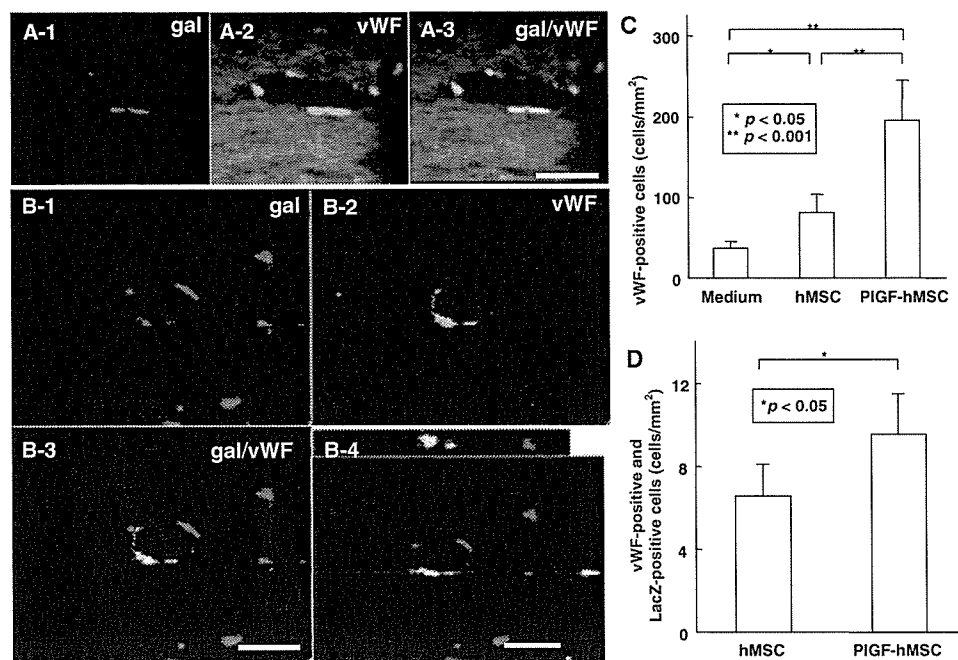 A-1
gal
A-2
vWF
A-3
gal/vWF
B-1
gal
B-2
vWF
B-3
gal/vWF
B-4
C
vWF-positive cells (cells/mm²)
300
200
100
0
**
*
**
* p < 0.05
** p < 0.001
Medium
hMSC
PlGF-hMSC
D
vWF-positive and
LacZ-positive cells (cells/mm²)
12
8
4
0
*
*p < 0.05
hMSC
PlGF-hMSC